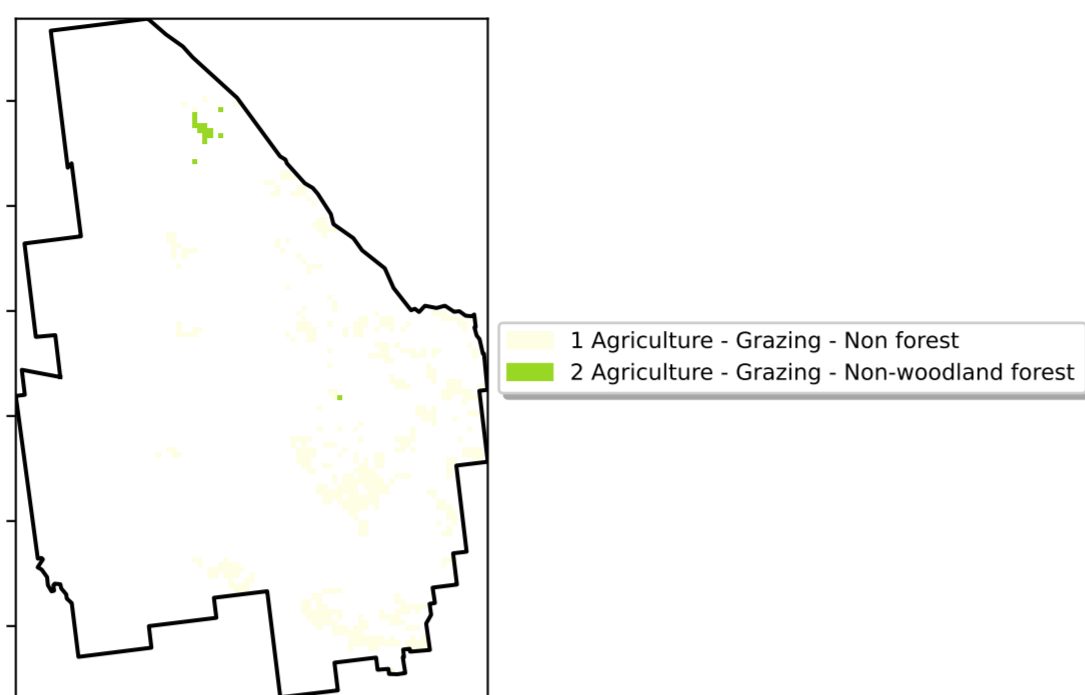 1 Agriculture - Grazing - Non forest
2 Agriculture - Grazing - Non-woodland forest